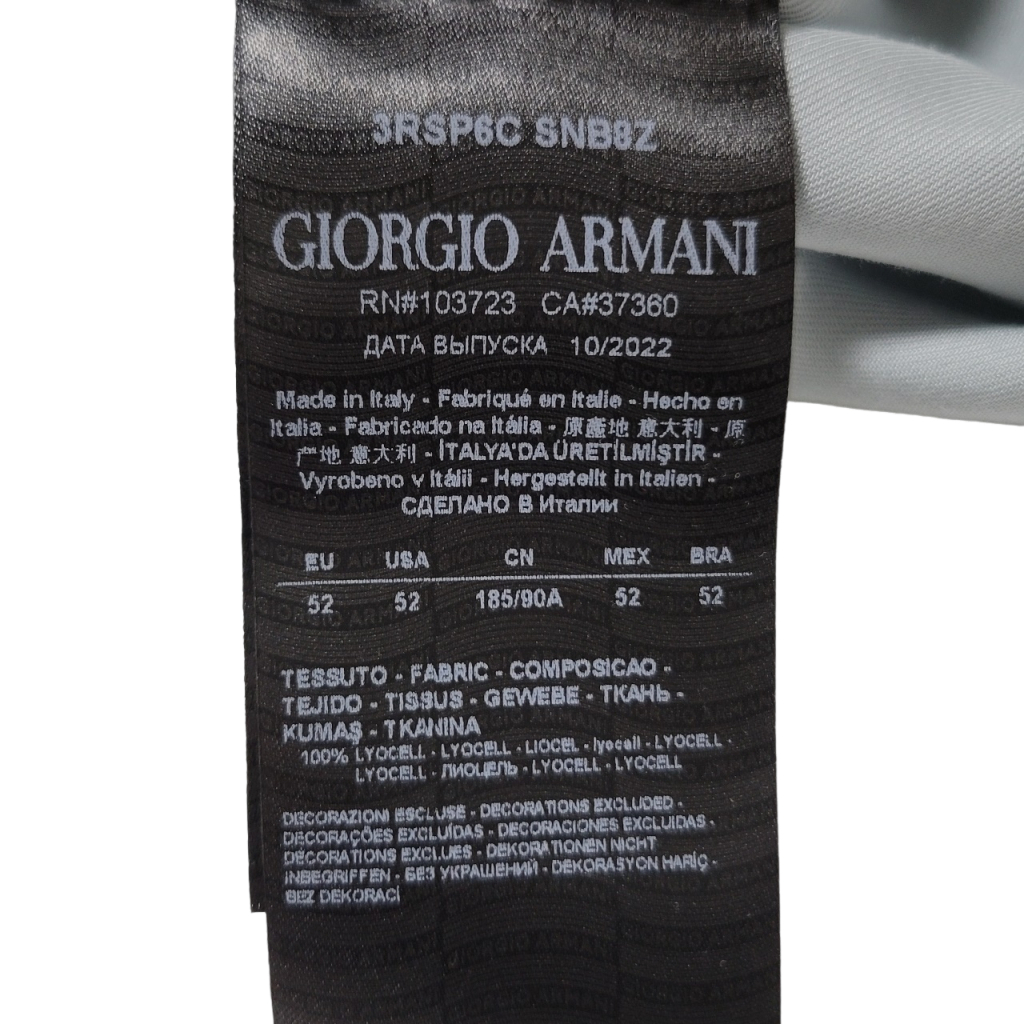 3RSP6C SNB8Z
GIORGIO ARMANI
RN#103723 CA#37360
ДАТА ВЫПУСКА 10/2022
Made in Italy - Fabriqué en Italie - Hecho en
Italia - Fabricado na Itália - 原產地 意大利 - 原
产地 意大利 - İTALYA'DA ÜRETİLMİŞTİR -
Vyrobeno v Itálii - Hergestellt in Italien -
СДЕЛАНО В Италии
EU USA CN MEX BRA
52 52 185/90A 52 52
TESSUTO - FABRIC - COMPOSICAO -
TEJIDO - TISSUS - GEWEBE - ТКАНЬ -
KUMAŞ - TKANINA
100% LYOCELL - LYOCELL - LIOCEL - lyocell - LYOCELL -
LYOCELL - ЛИОЦЕЛЬ - LYOCELL - LYOCELL
DECORAZIONI ESCLUSE - DECORATIONS EXCLUDED -
DECORAÇÕES EXCLUÍDAS - DECORACIONES EXCLUIDAS -
DÉCORATIONS EXCLUES - DEKORATIONEN NICHT
INBEGRIFFEN - БЕЗ УКРАШЕНИЙ - DEKORASYON HARİÇ -
BEZ DEKORACÍ